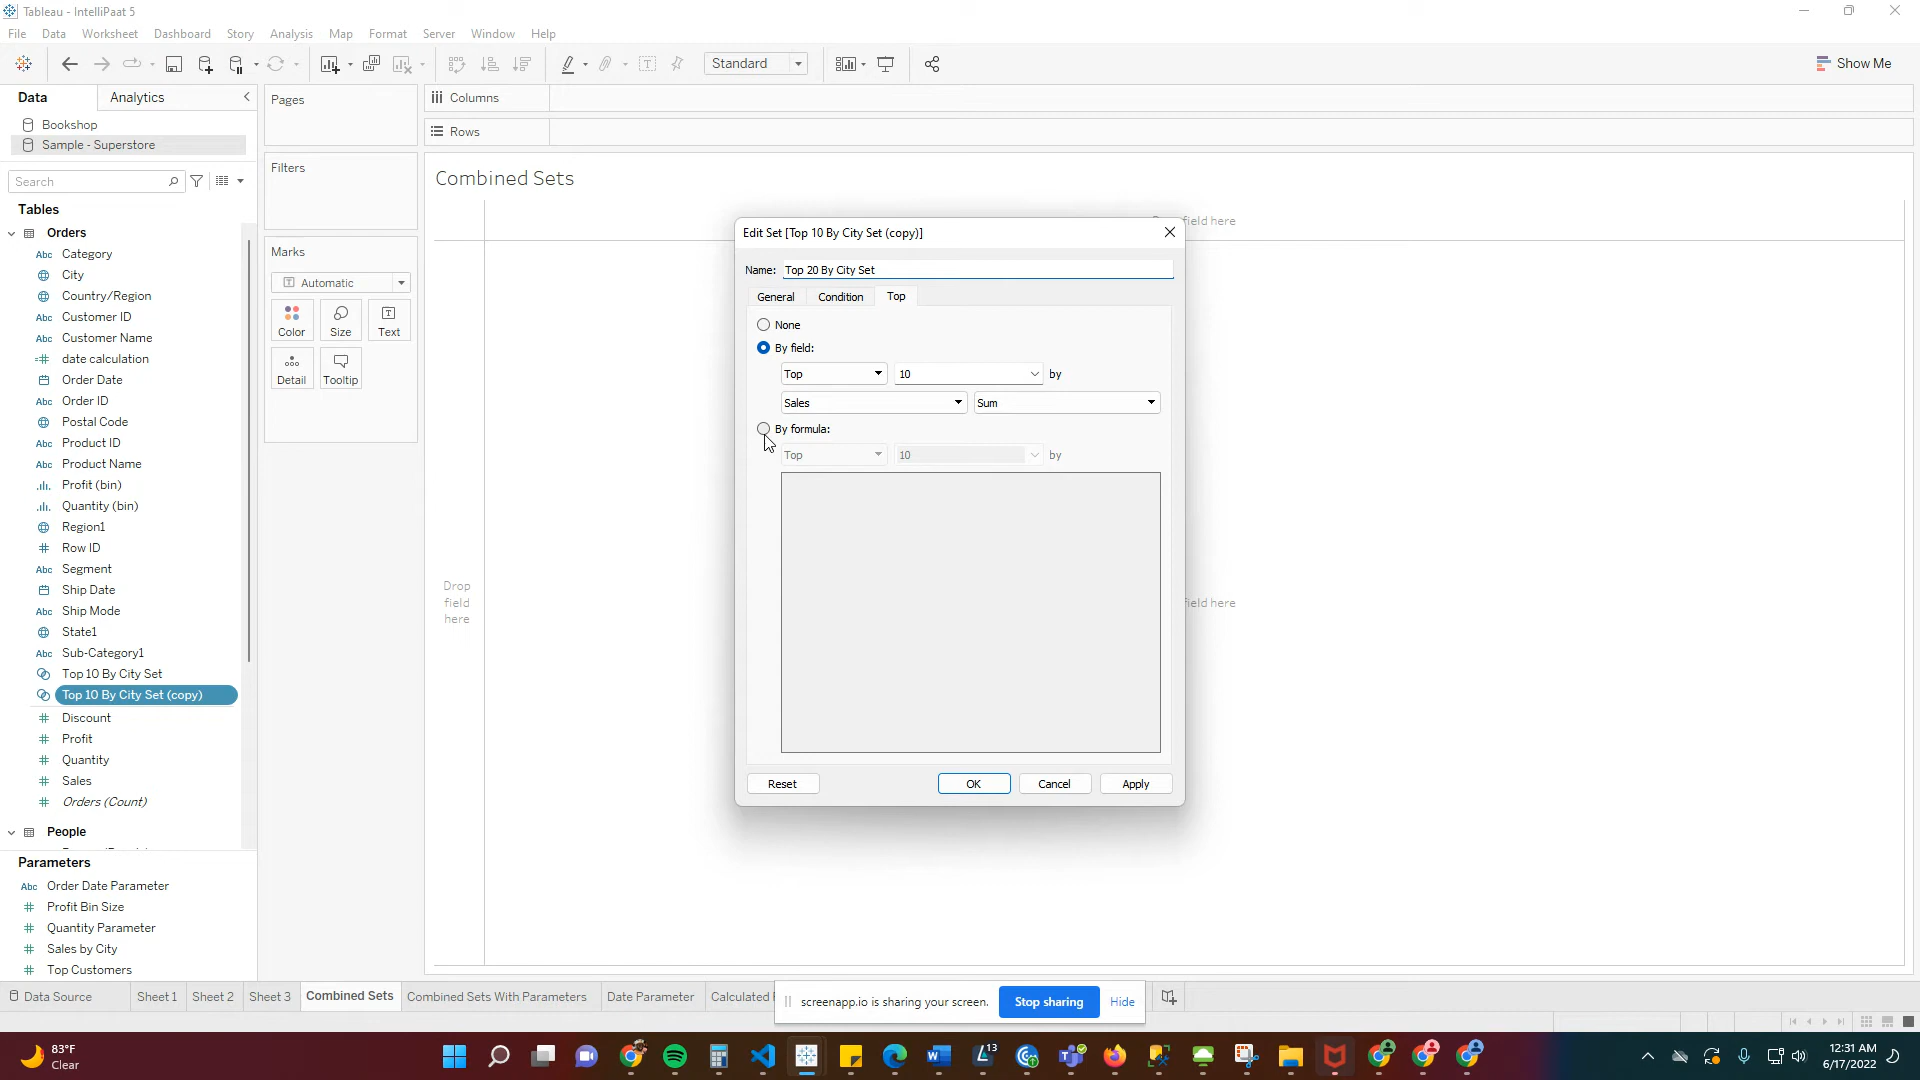 Tableau - IntelliPaat 5
File Data Worksheet Dashboard Story Analysis Map Format Server Window Help
Standard
Show Me
Data
Analytics
Pages
Columns
Bookshop
Rows
Sample - Superstore
Search
Filters
Combined Sets
Tables
Orders
Category
City
Country/Region
Customer ID
Customer Name
date calculation
Order Date
Order ID
Postal Code
Product ID
Product Name
Profit (bin)
Quantity (bin)
Region1
Row ID
Segment
Ship Date
Ship Mode
State1
Sub-Category1
Top 10 By City Set
Top 10 By City Set (copy)
Discount
Profit
Quantity
Sales
Orders (Count)
People
Parameters
Order Date Parameter
Profit Bin Size
Quantity Parameter
Sales by City
Top Customers
Marks
Automatic
Color
Size
Text
Detail
Tooltip
field here
Drop
field
here
field here
Edit Set [Top 10 By City Set (copy)]
Name: Top 20 By City Set
General Condition Top
None
By field:
Top 10 by
Sales Sum
By formula:
Top 10 by
Reset OK Cancel Apply
Data Source Sheet 1 Sheet 2 Sheet 3 Combined Sets Combined Sets With Parameters Date Parameter Calculated
screenapp.io is sharing your screen. Stop sharing Hide
83°F
Clear
13
12:31 AM
6/17/2022